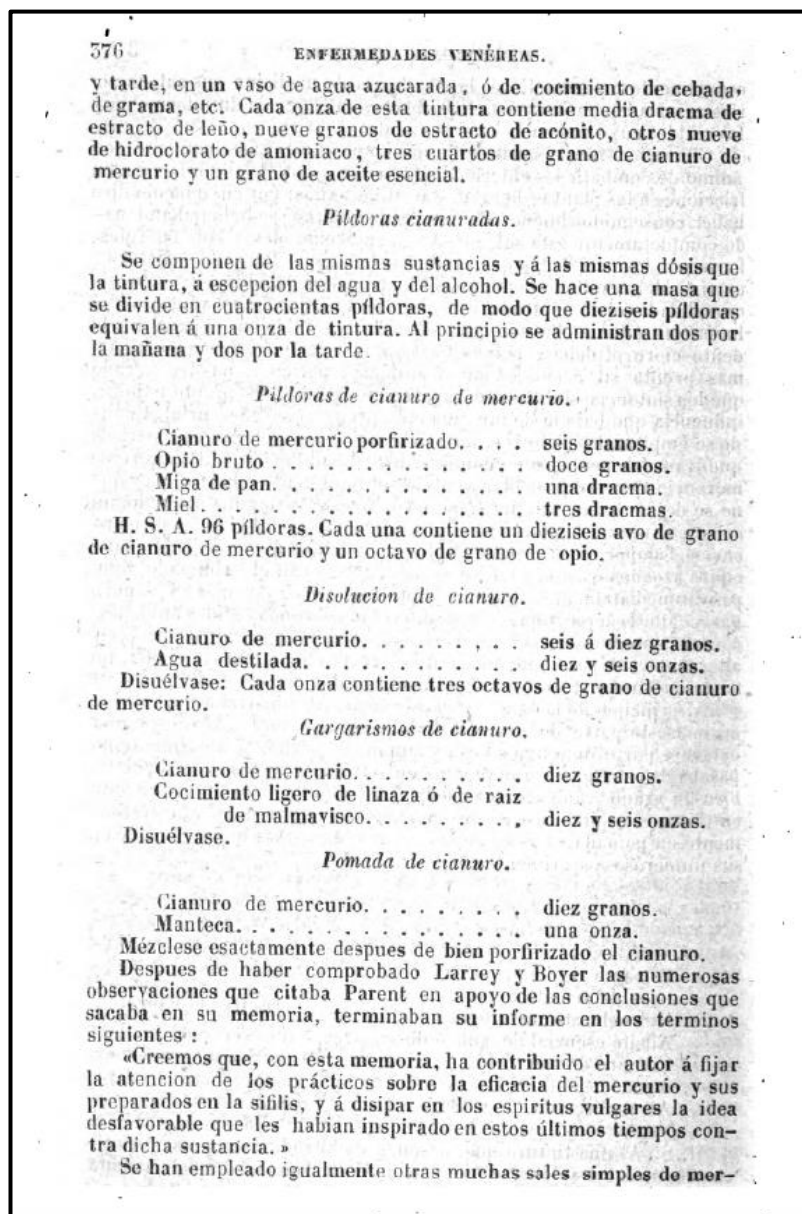 376 ENFERMEDADES VENÉREAS.
y tarde, en un vaso de agua azucarada, ó de cocimiento de cebada,
de grama, etc. Cada onza de esta tintura contiene media dracma de
estracto de leño, nueve granos de estracto de acónito, otros nueve
de hidroclorato de amoniaco, tres cuartos de grano de cianuro de
mercurio y un grano de aceite esencial.
Píldoras cianuradas.
Se componen de las mismas sustancias y á las mismas dósis que
la tintura, á escepcion del agua y del alcohol. Se hace una masa que
se divide en cuatrocientas píldoras, de modo que dieziseis píldoras
equivalen á una onza de tintura. Al principio se administran dos por
la mañana y dos por la tarde.
Píldoras de cianuro de mercurio.
Cianuro de mercurio porfirizado. . . . seis granos.
Opio bruto . . . . . . . . . . . . . . doce granos.
Miga de pan. . . . . . . . . . . . . . una dracma.
Miel. . . . . . . . . . . . . . . . . tres dracmas.
H. S. A. 96 píldoras. Cada una contiene un dieziseis avo de grano
de cianuro de mercurio y un octavo de grano de opio.
Disolucion de cianuro.
Cianuro de mercurio. . . . . . , . . seis á diez granos.
Agua destilada. . . . . . . . . . . . diez y seis onzas.
Disuélvase: Cada onza contiene tres octavos de grano de cianuro
de mercurio.
Gargarismos de cianuro.
Cianuro de mercurio. . . . . . . . . diez granos.
Cocimiento ligero de linaza ó de raiz
de malmavisco. . . . . . . . . diez y seis onzas.
Disuélvase.
Pomada de cianuro.
Cianuro de mercurio. . . . . . . . . diez granos.
Manteca. . . . . . . . . . . . . . . . una onza.
Mézclese esactamente despues de bien porfirizado el cianuro.
Despues de haber comprobado Larrey y Boyer las numerosas
observaciones que citaba Parent en apoyo de las conclusiones que
sacaba en su memoria, terminaban su informe en los terminos
siguientes :
«Creemos que, con esta memoria, ha contribuido el autor á fijar
la atencion de los prácticos sobre la eficacia del mercurio y sus
preparados en la sifilis, y á disipar en los espiritus vulgares la idea
desfavorable que les habian inspirado en estos últimos tiempos con-
tra dicha sustancia. »
Se han empleado igualmente otras muchas sales simples de mer-